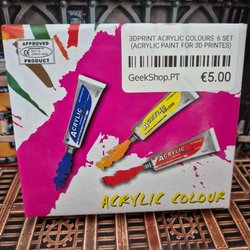 APPROVED
CE
PRODUCT
3DPRINT ACRYLIC COLOURS 6 SET
(ACRYLIC PAINT FOR 3D PRINTES)
GeekShop.PT
€5.00
ACRYLIC
ACRYLIC
ACRYLIC
ACRYLIC COLOUR